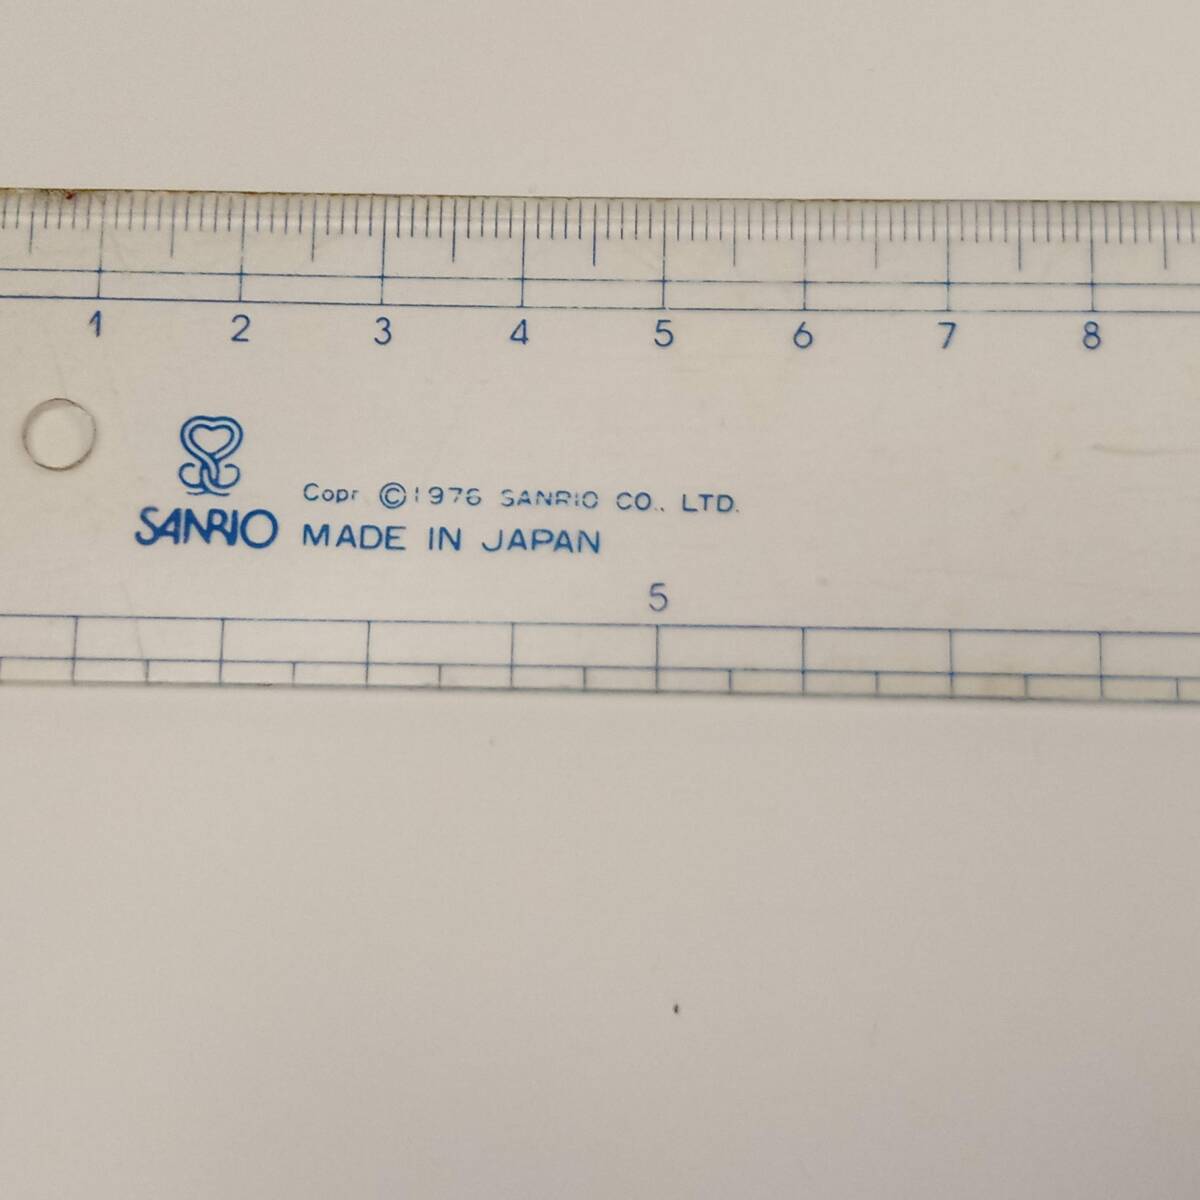 1 2 3 4 5 6 7 8
Copr ©1976 SANRIO CO., LTD.
SANRIO MADE IN JAPAN
5